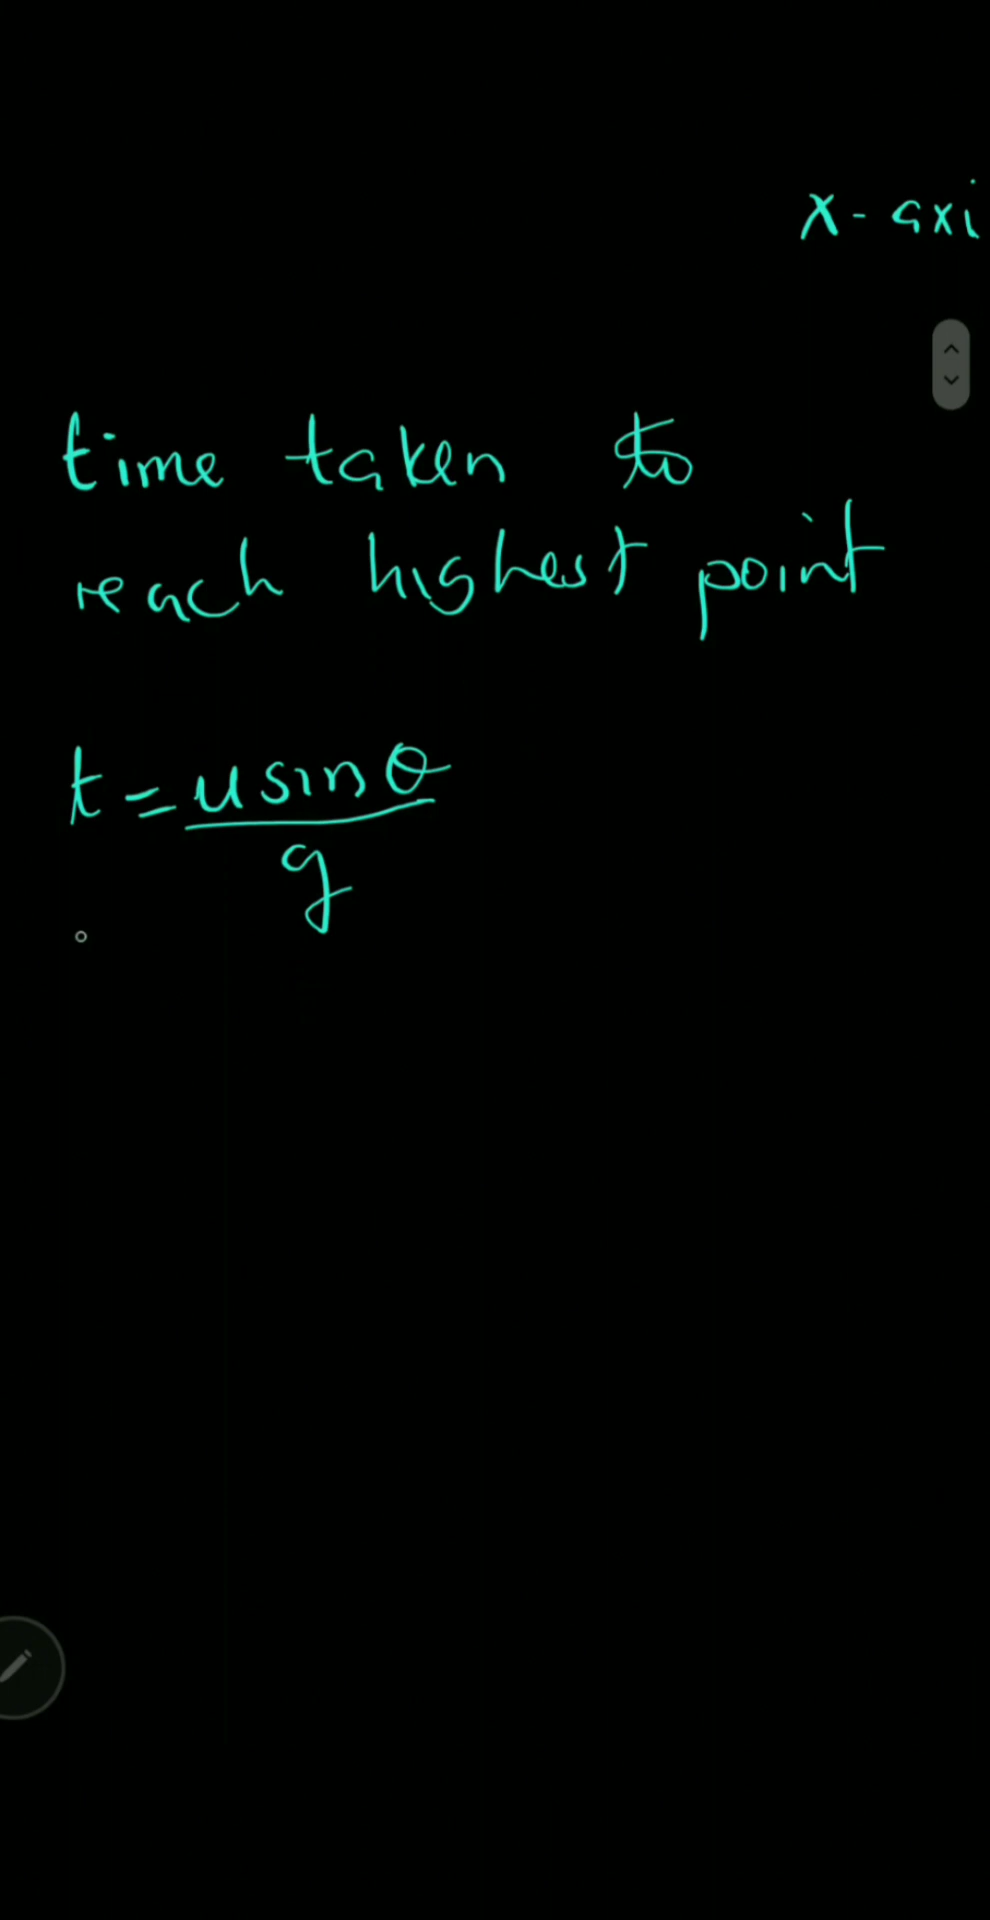 x-axi
time taken to
reach highest point
t = u sin θ
g